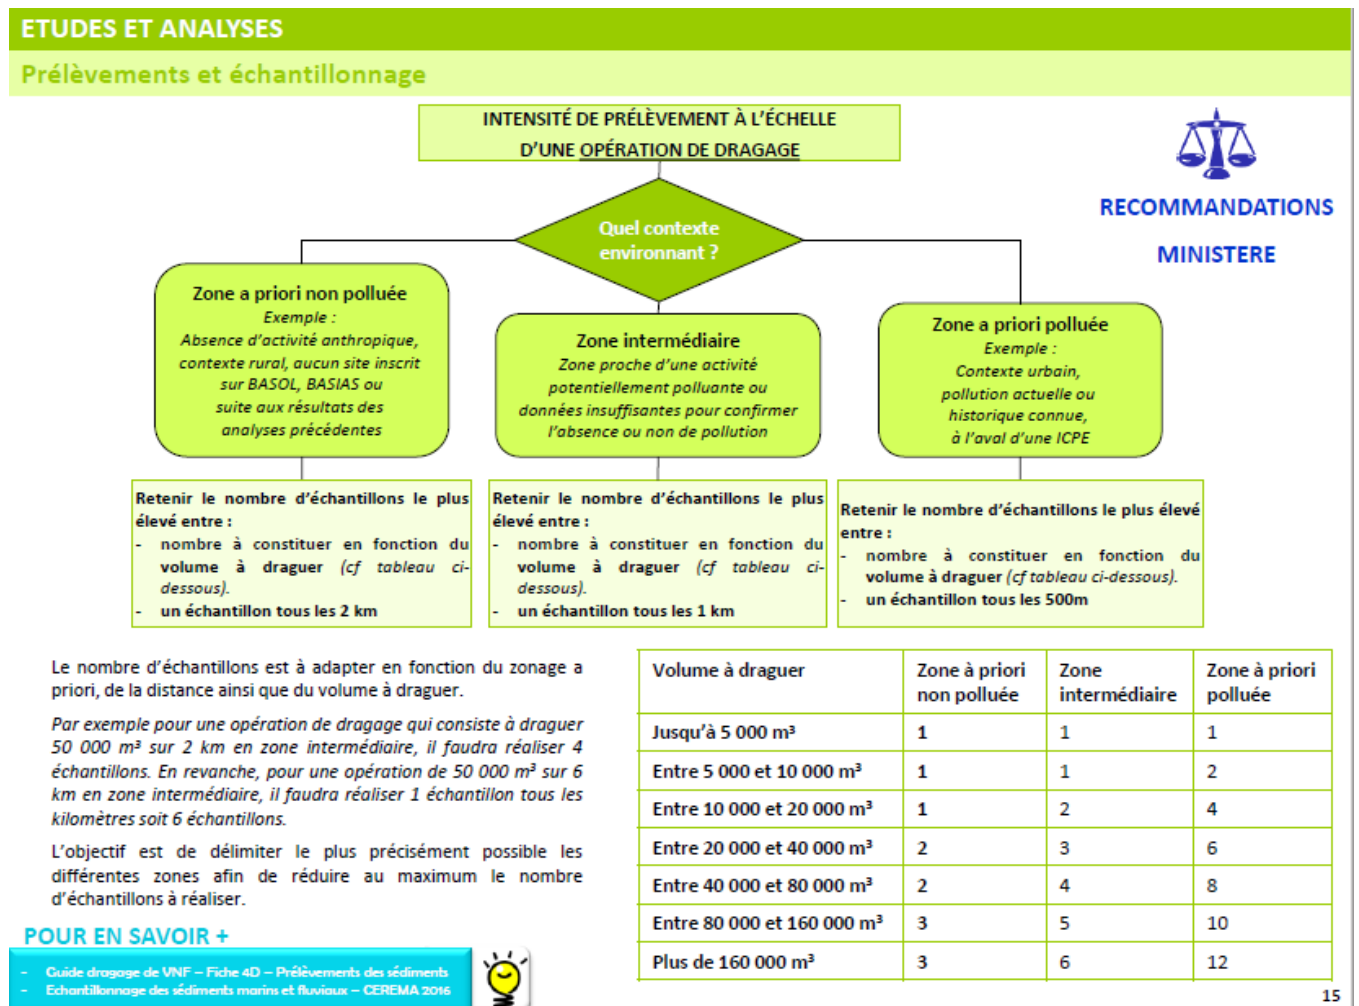 ETUDES ET ANALYSES
Prélèvements et échantillonnage
INTENSITÉ DE PRÉLÈVEMENT À L'ÉCHELLE
D'UNE OPÉRATION DE DRAGAGE
RECOMMANDATIONS
MINISTERE
Quel contexte
environnant ?
Zone a priori non polluée
Exemple :
Absence d'activité anthropique,
contexte rural, aucun site inscrit
sur BASOL, BASIAS ou
suite aux résultats des
analyses précédentes
Zone intermédiaire
Zone proche d'une activité
potentiellement polluante ou
données insuffisantes pour confirmer
l'absence ou non de pollution
Zone a priori polluée
Exemple :
Contexte urbain,
pollution actuelle ou
historique connue,
à l'aval d'une ICPE
Retenir le nombre d'échantillons le plus
élevé entre :
- nombre à constituer en fonction du
volume à draguer (cf tableau ci-
dessous).
- un échantillon tous les 2 km
Retenir le nombre d'échantillons le plus
élevé entre :
- nombre à constituer en fonction du
volume à draguer (cf tableau ci-
dessous).
- un échantillon tous les 1 km
Retenir le nombre d'échantillons le plus élevé
entre :
- nombre à constituer en fonction du
volume à draguer (cf tableau ci-dessous).
- un échantillon tous les 500m
Le nombre d'échantillons est à adapter en fonction du zonage a
priori, de la distance ainsi que du volume à draguer.
Par exemple pour une opération de dragage qui consiste à draguer
50 000 m³ sur 2 km en zone intermédiaire, il faudra réaliser 4
échantillons. En revanche, pour une opération de 50 000 m³ sur 6
km en zone intermédiaire, il faudra réaliser 1 échantillon tous les
kilomètres soit 6 échantillons.
L'objectif est de délimiter le plus précisément possible les
différentes zones afin de réduire au maximum le nombre
d'échantillons à réaliser.
POUR EN SAVOIR +
- Guide dragage de VNF – Fiche 4D – Prélèvements des sédiments
- Echantillonnage des sédiments marins et fluviaux – CEREMA 2016
Volume à draguer Zone à priori non polluée Zone intermédiaire Zone à priori polluée
Jusqu'à 5 000 m³ 1 1 1
Entre 5 000 et 10 000 m³ 1 1 2
Entre 10 000 et 20 000 m³ 1 2 4
Entre 20 000 et 40 000 m³ 2 3 6
Entre 40 000 et 80 000 m³ 2 4 8
Entre 80 000 et 160 000 m³ 3 5 10
Plus de 160 000 m³ 3 6 12
15